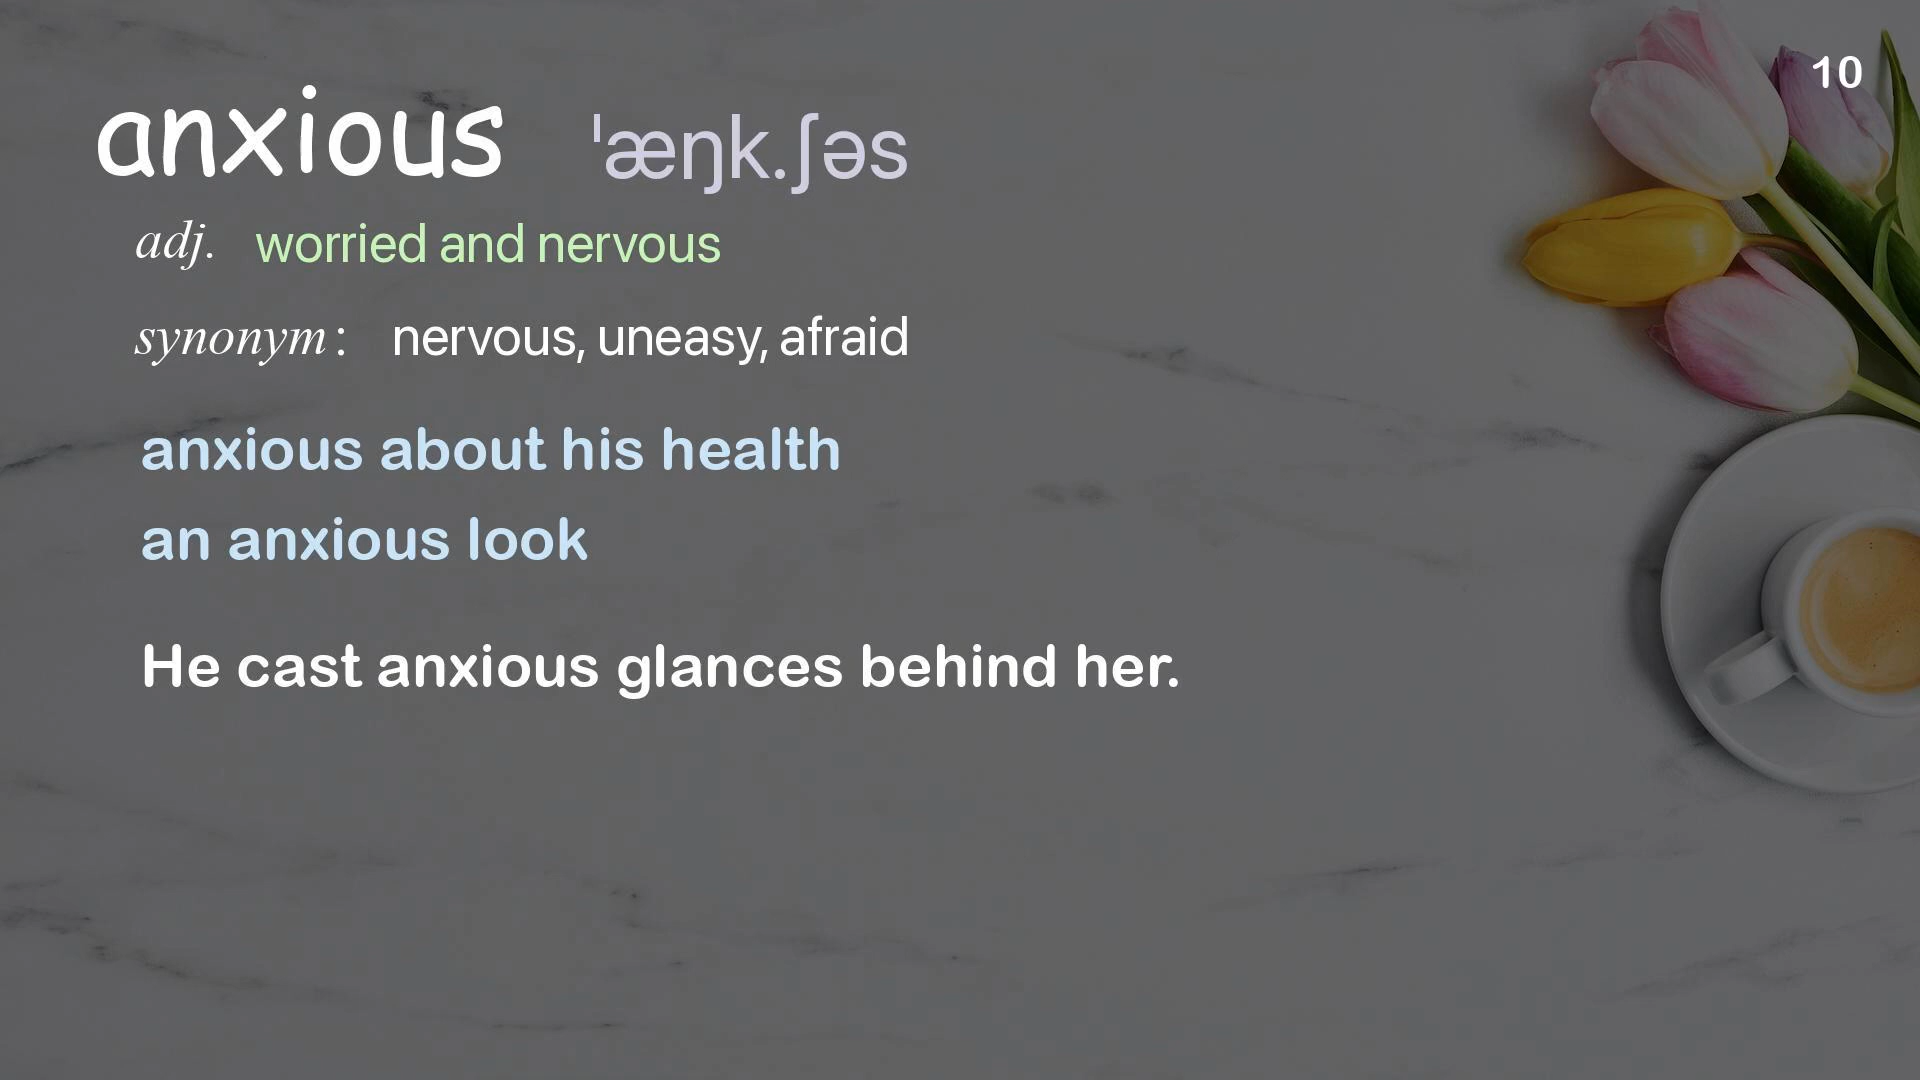 10
anxious ˈæŋk.ʃəs
adj. worried and nervous
synonym: nervous, uneasy, afraid
anxious about his health
an anxious look
He cast anxious glances behind her.